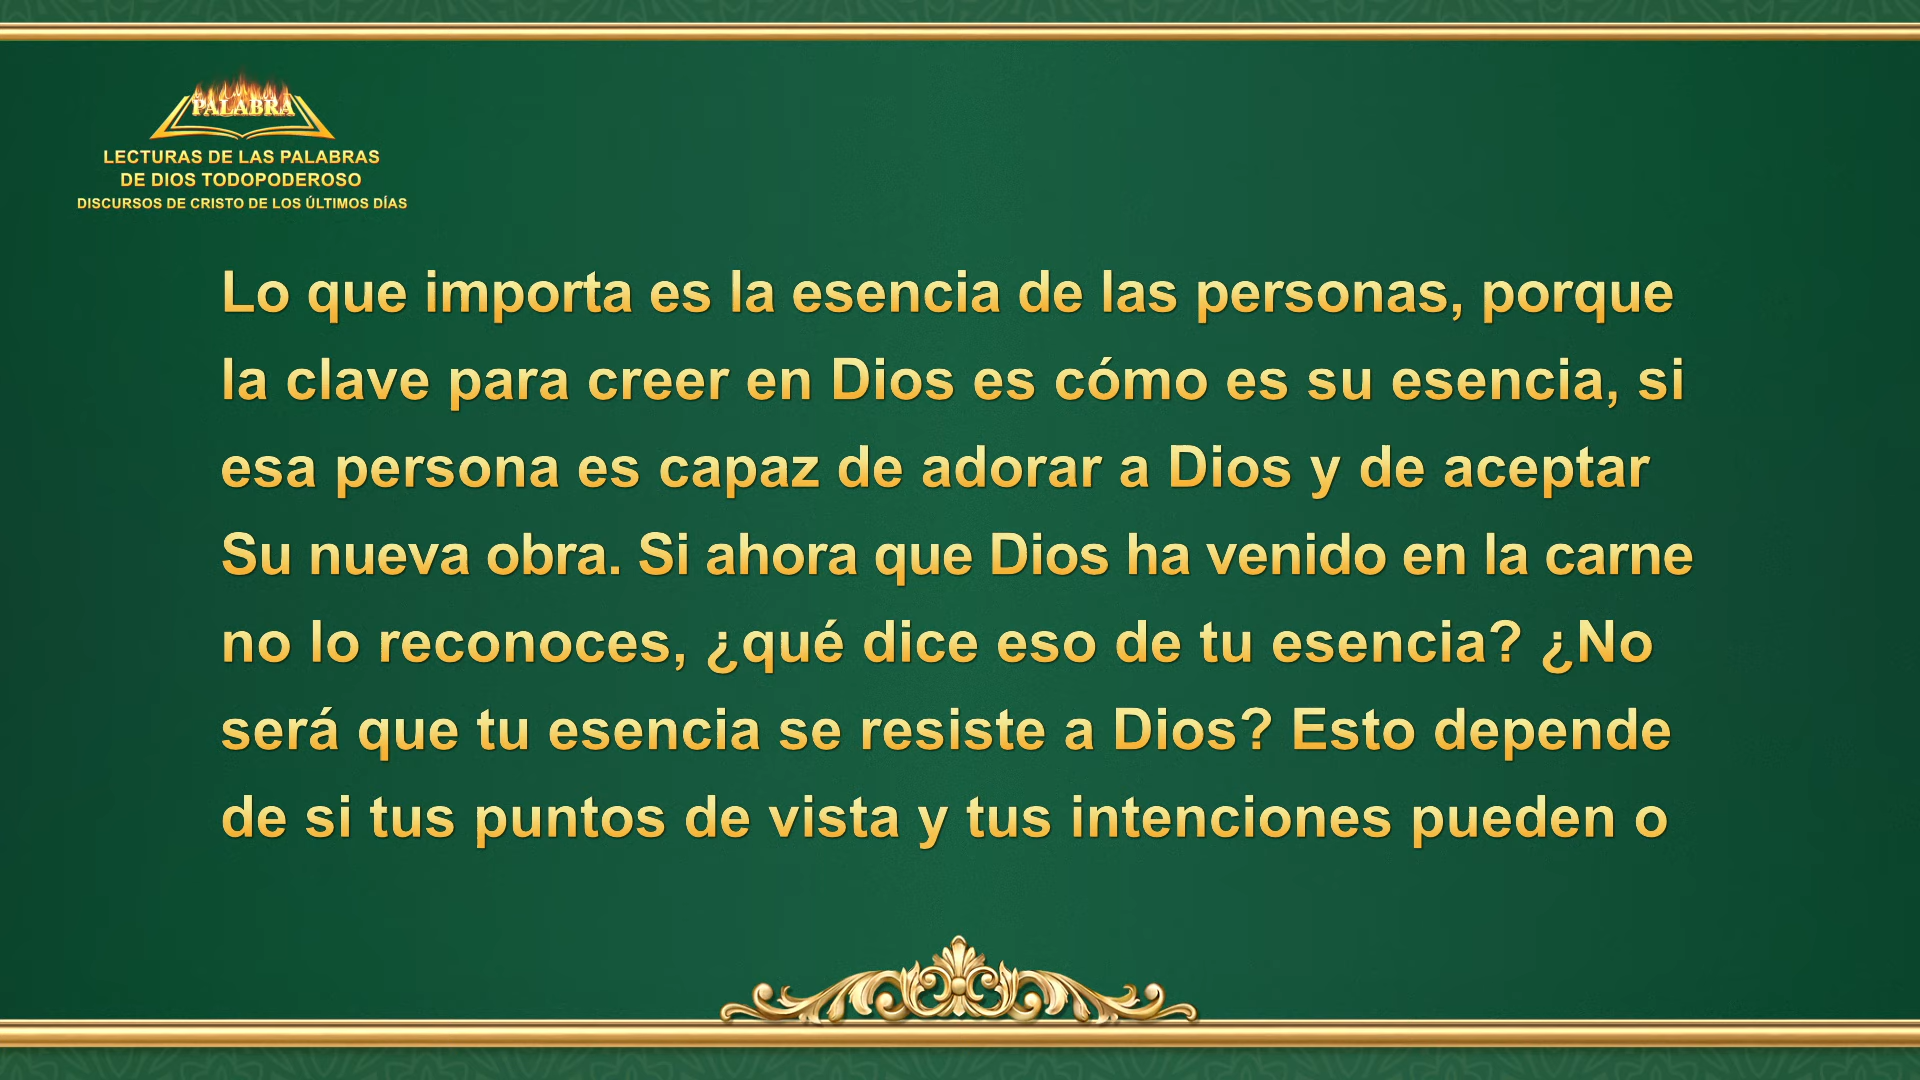 PALABRA
LECTURAS DE LAS PALABRAS
DE DIOS TODOPODEROSO
DISCURSOS DE CRISTO DE LOS ÚLTIMOS DÍAS
Lo que importa es la esencia de las personas, porque
la clave para creer en Dios es cómo es su esencia, si
esa persona es capaz de adorar a Dios y de aceptar
Su nueva obra. Si ahora que Dios ha venido en la carne
no lo reconoces, ¿qué dice eso de tu esencia? ¿No
será que tu esencia se resiste a Dios? Esto depende
de si tus puntos de vista y tus intenciones pueden o